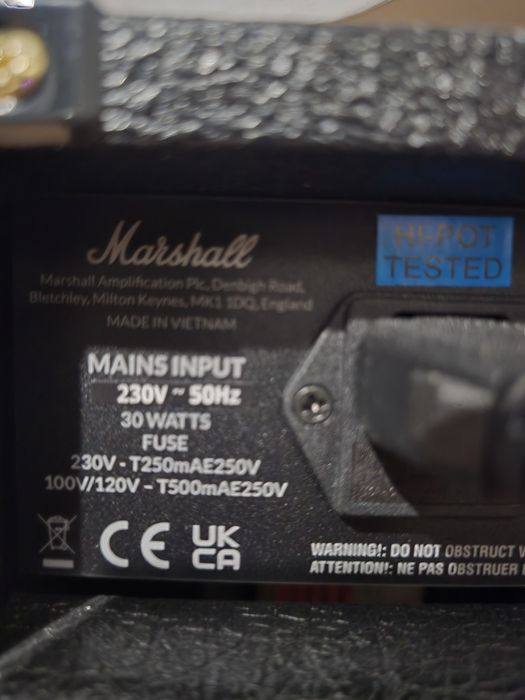 Marshall
Marshall Amplification Plc, Denbigh Road,
Bletchley, Milton Keynes, MK1 1DQ, England
MADE IN VIETNAM
HI-POT
TESTED
MAINS INPUT
230V ~ 50Hz
30 WATTS
FUSE
230V - T250mAE250V
100V/120V - T500mAE250V
CE
UK
CA
WARNING!: DO NOT OBSTRUCT V
ATTENTION!: NE PAS OBSTRUER